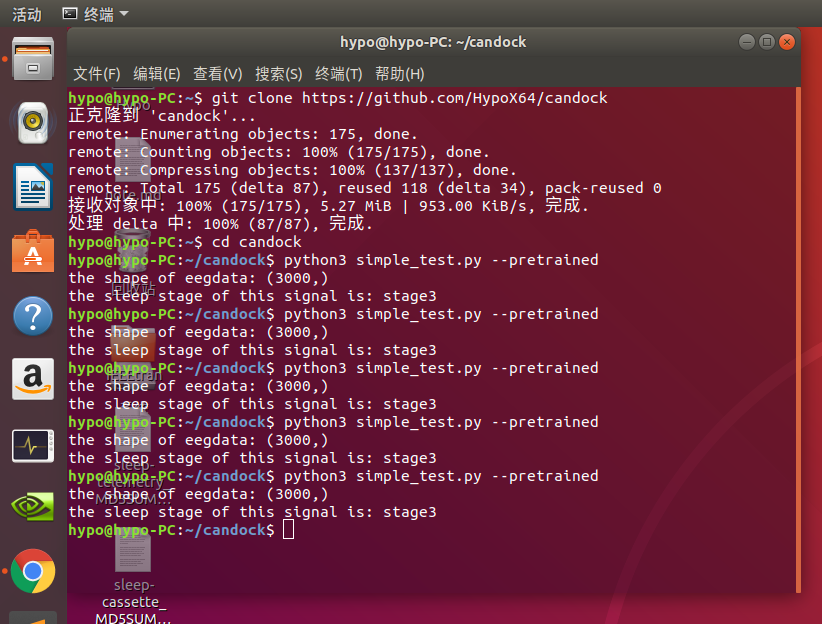 活动 终端
hypo@hypo-PC: ~/candock
文件(F) 编辑(E) 查看(V) 搜索(S) 终端(T) 帮助(H)
hypo@hypo-PC:~$ git clone https://github.com/HypoX64/candock
正克隆到 'candock'...
remote: Enumerating objects: 175, done.
remote: Counting objects: 100% (175/175), done.
remote: Compressing objects: 100% (137/137), done.
remote: Total 175 (delta 87), reused 118 (delta 34), pack-reused 0
接收对象中: 100% (175/175), 5.27 MiB | 953.00 KiB/s, 完成.
处理 delta 中: 100% (87/87), 完成.
hypo@hypo-PC:~$ cd candock
hypo@hypo-PC:~/candock$ python3 simple_test.py --pretrained
the shape of eegdata: (3000,)
the sleep stage of this signal is: stage3
hypo@hypo-PC:~/candock$ python3 simple_test.py --pretrained
the shape of eegdata: (3000,)
the sleep stage of this signal is: stage3
hypo@hypo-PC:~/candock$ python3 simple_test.py --pretrained
the shape of eegdata: (3000,)
the sleep stage of this signal is: stage3
hypo@hypo-PC:~/candock$ python3 simple_test.py --pretrained
the shape of eegdata: (3000,)
the sleep stage of this signal is: stage3
hypo@hypo-PC:~/candock$ python3 simple_test.py --pretrained
the shape of eegdata: (3000,)
the sleep stage of this signal is: stage3
hypo@hypo-PC:~/candock$
回收站
sleep-
telemetry_
MD5SUM...
sleep-
cassette_
MD5SUM...